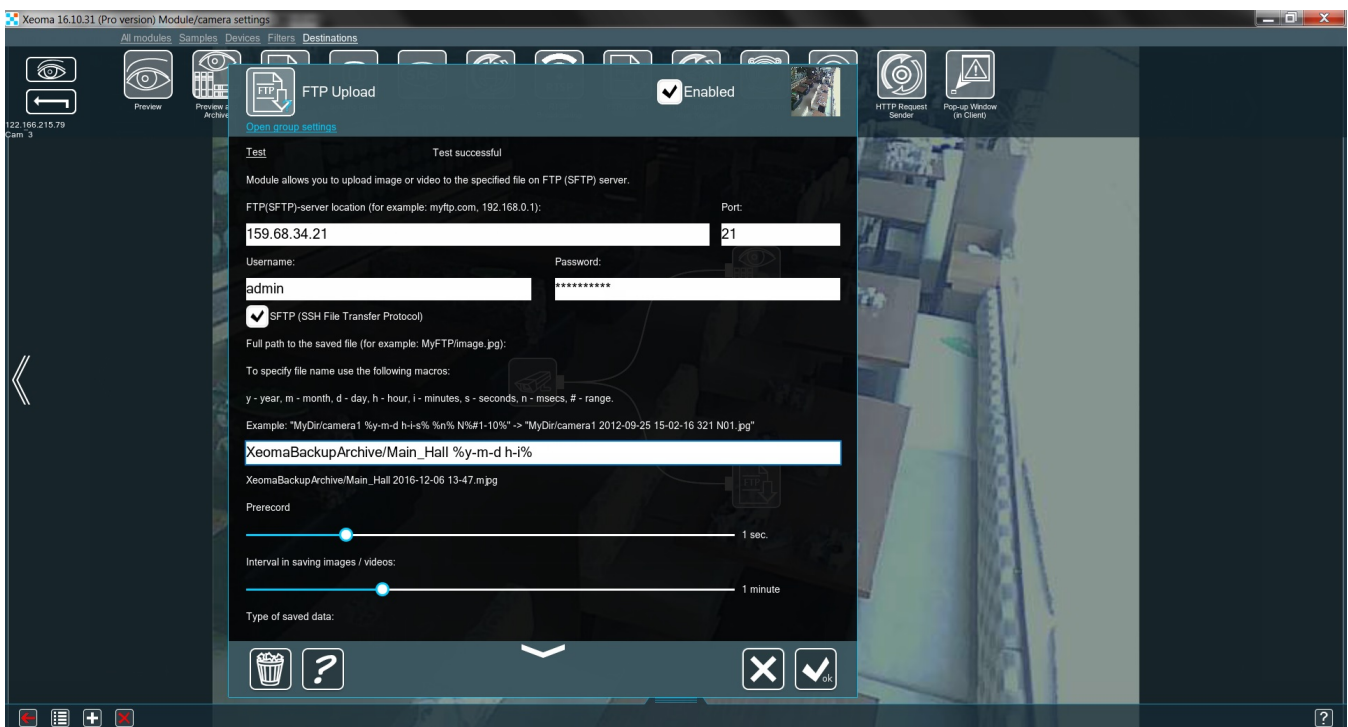 Xeoma 16.10.31 (Pro version) Module/camera settings
All modules Samples Devices Filters Destinations
Preview
Preview a
Archive
HTTP Request
Sender
Pop-up Window
(in Client)
122.166.215.79
Cam_3
FTP
FTP Upload
Enabled
Open group settings
Test Test successful
Module allows you to upload image or video to the specified file on FTP (SFTP) server.
FTP(SFTP)-server location (for example: myftp.com, 192.168.0.1): Port:
159.68.34.21 21
Username: Password:
admin **********
SFTP (SSH File Transfer Protocol)
Full path to the saved file (for example: MyFTP/image.jpg):
To specify file name use the following macros:
y - year, m - month, d - day, h - hour, i - minutes, s - seconds, n - msecs, # - range.
Example: "MyDir/camera1 %y-m-d h-i-s% %n% N%#1-10%" -> "MyDir/camera1 2012-09-25 15-02-16 321 N01.jpg"
XeomaBackupArchive/Main_Hall %y-m-d h-i%
XeomaBackupArchive/Main_Hall 2016-12-06 13-47.mjpg
FTP
Prerecord
1 sec.
Interval in saving images / videos:
1 minute
Type of saved data:
?
ok
?